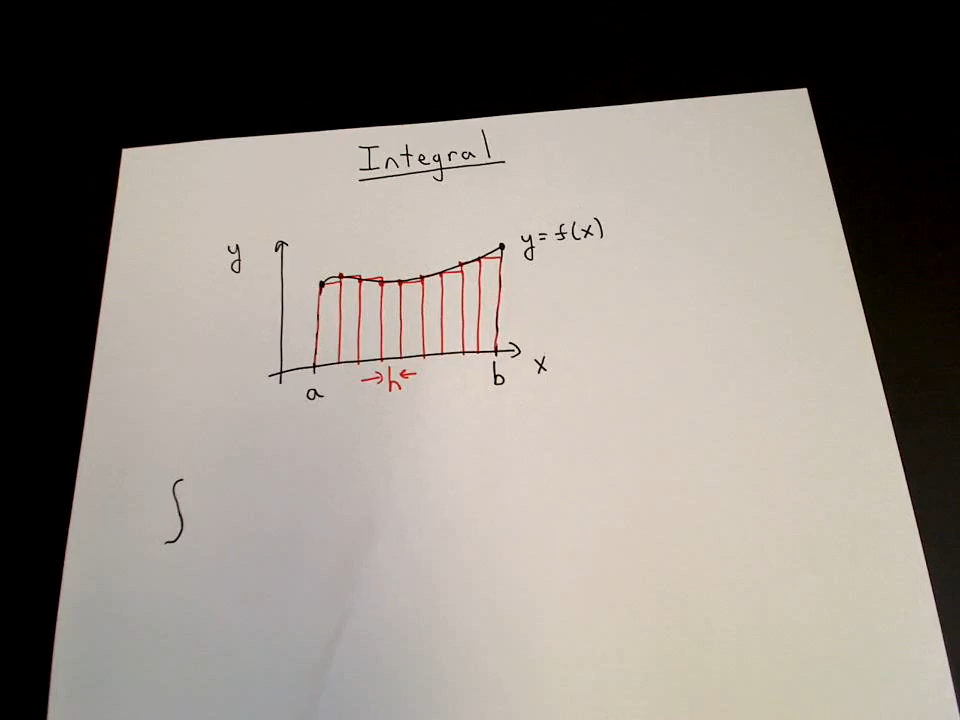 Integral
y
y = f(x)
→h←
x
a
b
∫